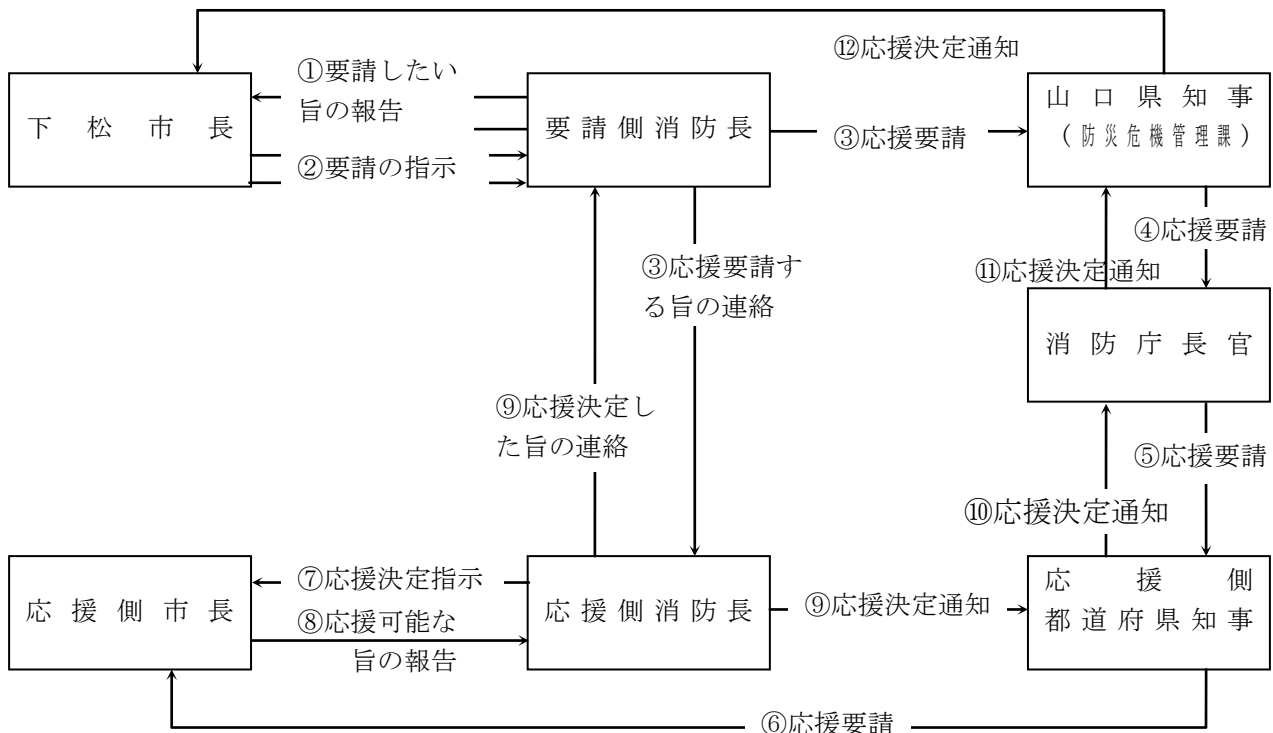 ⑫応援決定通知
①要請したい
旨の報告
下松市長
要請側消防長
③応援要請
山口県知事
（防災危機管理課）
②要請の指示
④応援要請
③応援要請す
る旨の連絡
⑪応援決定通知
消防庁長官
⑨応援決定し
た旨の連絡
⑤応援要請
⑩応援決定通知
⑦応援決定指示
応援側市長
⑧応援可能な
旨の報告
応援側消防長
⑨応援決定通知
応援側
都道府県知事
⑥応援要請